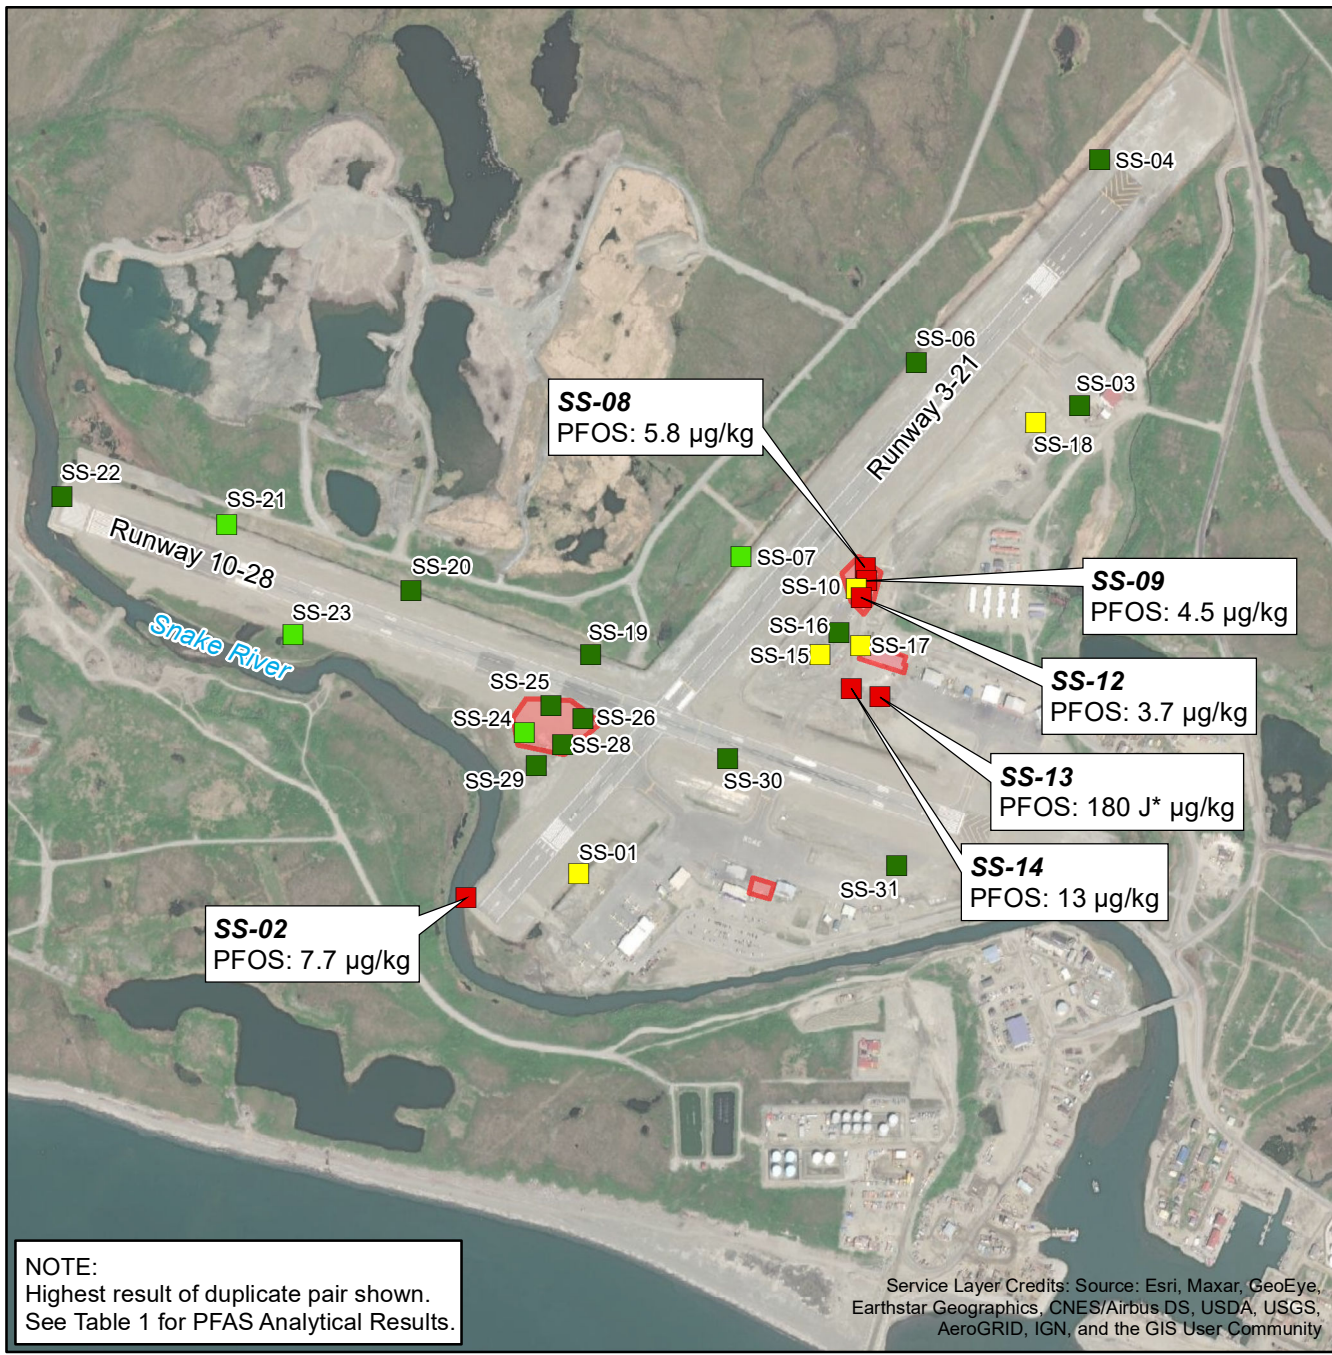 SS-04
SS-06
Runway 3-21
SS-03
SS-18
SS-08
PFOS: 5.8 µg/kg
SS-22
SS-21
Runway 10-28
SS-20
SS-07
SS-10
SS-09
PFOS: 4.5 µg/kg
SS-23
Snake River
SS-19
SS-16
SS-15
SS-17
SS-12
PFOS: 3.7 µg/kg
SS-25
SS-24
SS-26
SS-28
SS-29
SS-30
SS-13
PFOS: 180 J* µg/kg
SS-01
SS-31
SS-14
PFOS: 13 µg/kg
SS-02
PFOS: 7.7 µg/kg
NOTE:
Highest result of duplicate pair shown.
See Table 1 for PFAS Analytical Results.
Service Layer Credits: Source: Esri, Maxar, GeoEye,
Earthstar Geographics, CNES/Airbus DS, USDA, USGS,
AeroGRID, IGN, and the GIS User Community